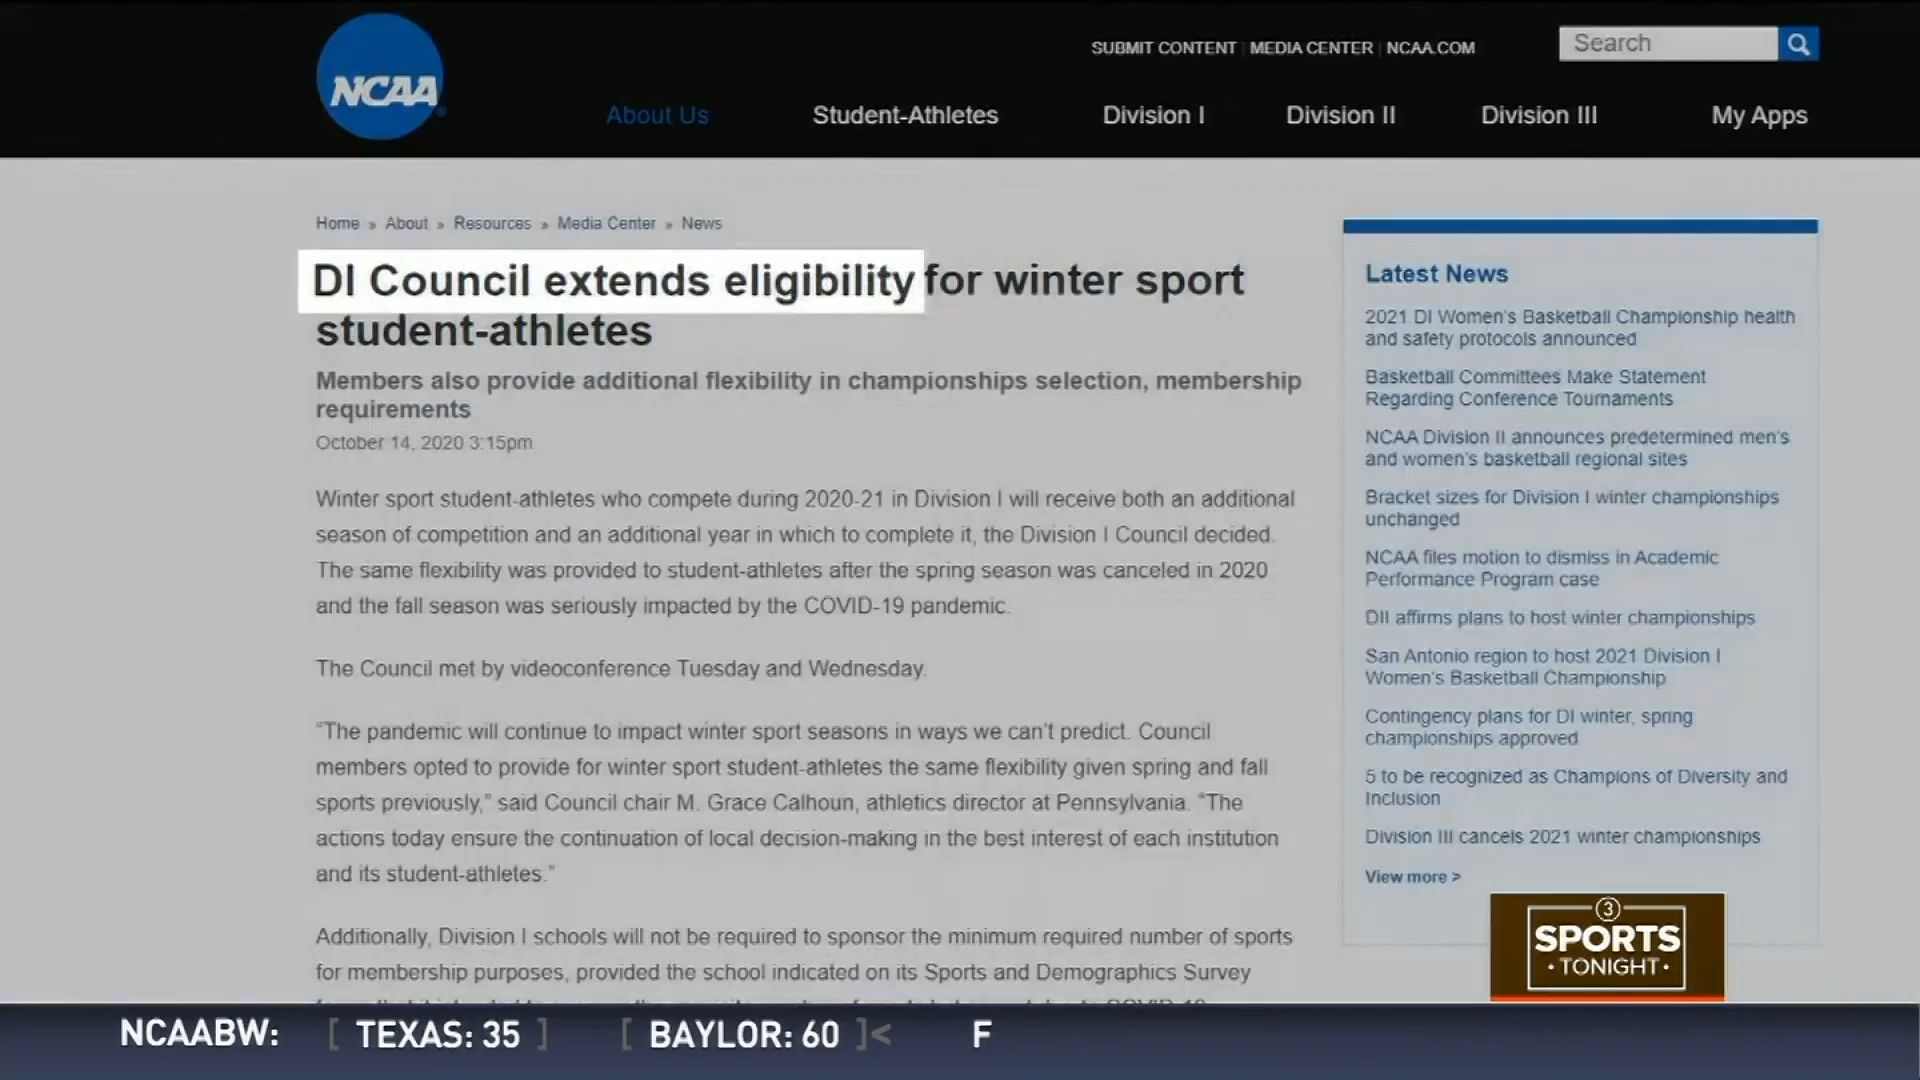 NCAA
SUBMIT CONTENT | MEDIA CENTER | NCAA.COM
Search
About Us
Student-Athletes
Division I
Division II
Division III
My Apps
Home » About » Resources » Media Center » News
DI Council extends eligibility for winter sport
student-athletes
Members also provide additional flexibility in championships selection, membership
requirements
October 14, 2020 3:15pm
Winter sport student-athletes who compete during 2020-21 in Division I will receive both an additional
season of competition and an additional year in which to complete it, the Division I Council decided.
The same flexibility was provided to student-athletes after the spring season was canceled in 2020
and the fall season was seriously impacted by the COVID-19 pandemic.
The Council met by videoconference Tuesday and Wednesday.
“The pandemic will continue to impact winter sport seasons in ways we can’t predict. Council
members opted to provide for winter sport student-athletes the same flexibility given spring and fall
sports previously,” said Council chair M. Grace Calhoun, athletics director at Pennsylvania. “The
actions today ensure the continuation of local decision-making in the best interest of each institution
and its student-athletes.”
Additionally, Division I schools will not be required to sponsor the minimum required number of sports
for membership purposes, provided the school indicated on its Sports and Demographics Survey
Latest News
2021 DI Women’s Basketball Championship health
and safety protocols announced
Basketball Committees Make Statement
Regarding Conference Tournaments
NCAA Division II announces predetermined men’s
and women’s basketball regional sites
Bracket sizes for Division I winter championships
unchanged
NCAA files motion to dismiss in Academic
Performance Program case
DII affirms plans to host winter championships
San Antonio region to host 2021 Division I
Women’s Basketball Championship
Contingency plans for DI winter, spring
championships approved
5 to be recognized as Champions of Diversity and
Inclusion
Division III cancels 2021 winter championships
View more >
3
SPORTS
• TONIGHT •
NCAABW: [ TEXAS: 35 ] [ BAYLOR: 60 ]< F